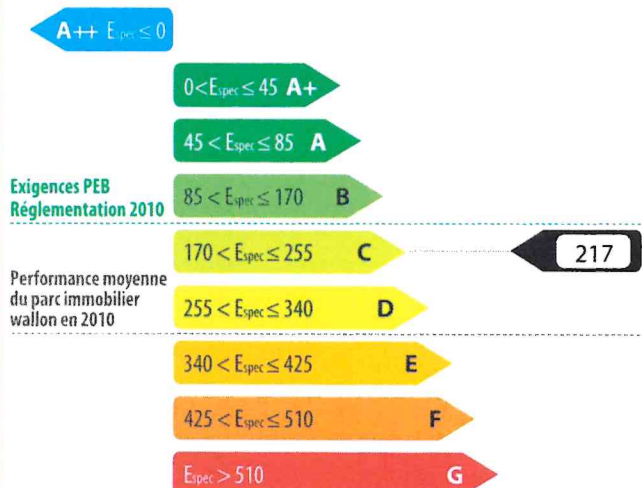 A++ Espec ≤ 0
0 < Espec ≤ 45 A+
45 < Espec ≤ 85 A
Exigences PEB
Réglementation 2010
85 < Espec ≤ 170 B
170 < Espec ≤ 255 C
217
Performance moyenne
du parc immobilier
wallon en 2010
255 < Espec ≤ 340 D
340 < Espec ≤ 425 E
425 < Espec ≤ 510 F
Espec > 510 G